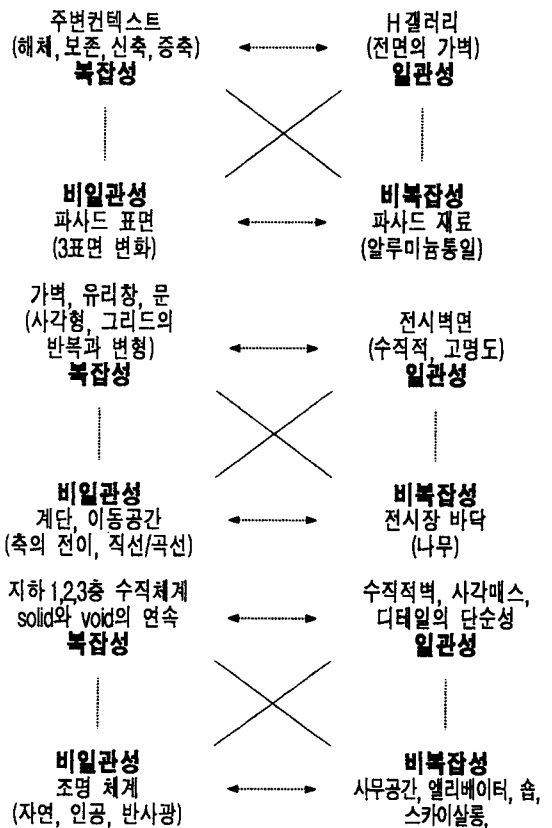 주변컨텍스트
(해체, 보존, 신축, 증축)
복잡성
H갤러리
(전면의 가벽)
일관성
비일관성
파사드 표면
(3표면 변화)
비복잡성
파사드 재료
(알루미늄통일)
가벽, 유리창, 문
(사각형, 그리드의
반복과 변형)
복잡성
전시벽면
(수직적, 고명도)
일관성
비일관성
계단, 이동공간
(축의 전이, 직선/곡선)
비복잡성
전시장 바닥
(나무)
지하 1,2,3층 수직체계
solid와 void의 연속
복잡성
수직적벽, 사각매스,
디테일의 단순성
일관성
비일관성
조명 체계
(자연, 인공, 반사광)
비복잡성
사무공간, 엘리베이터, 숍,
스카이살롱,